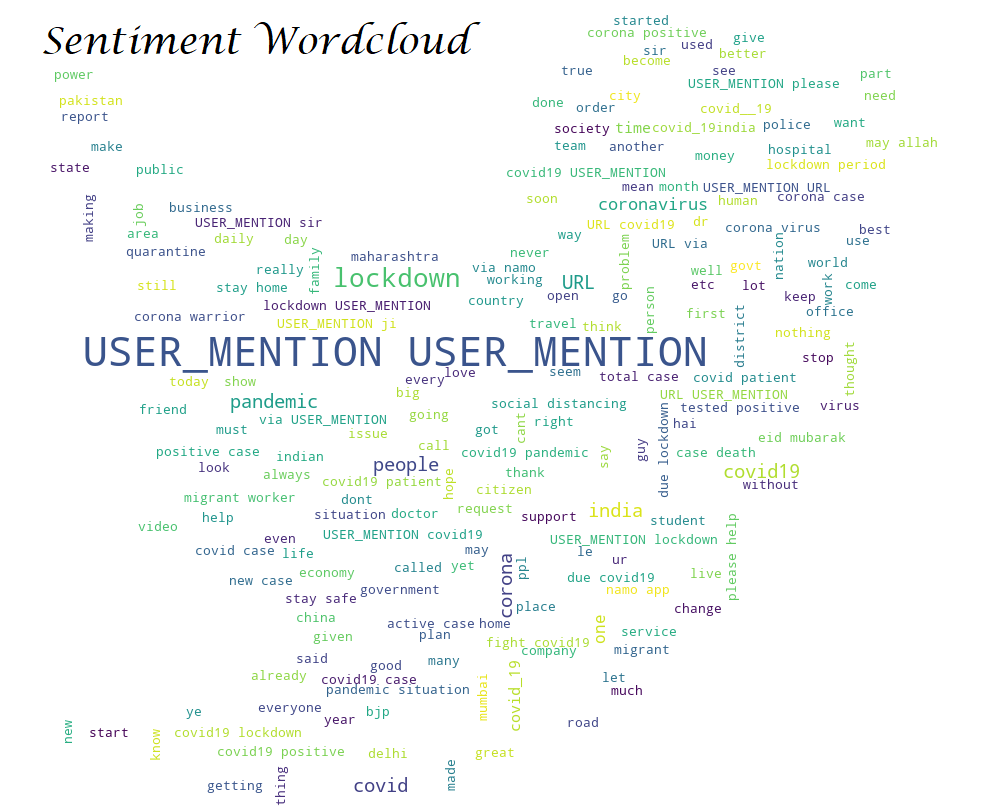 Sentiment Wordcloud
started
corona positive
give
sir
used
become
better
power
true
see
USER_MENTION please
part
pakistan
done
city
order
covid__19
need
report
society
time
covid_19india
police
want
make
team
another
money
hospital
may allah
lockdown period
state
public
covid19 USER_MENTION
mean
month
USER_MENTION URL
making
job
business
soon
coronavirus
human
corona case
USER_MENTION sir
URL covid19
dr
corona virus
best
area
daily
day
way
problem
URL via
nation
use
quarantine
family
maharashtra
never
well
govt
world
really
lockdown
via namo
working
URL
etc
lot
work
come
still
stay home
open
go
person
keep
lockdown USER_MENTION
country
first
district
office
corona warrior
USER_MENTION ji
travel
think
nothing
USER_MENTION USER_MENTION
stop
thought
today
show
every
love
seem
total case
covid patient
big
URL USER_MENTION
pandemic
friend
social distancing
tested positive
virus
via USER_MENTION
going
cant
right
due lockdown
hai
must
issue
got
guy
eid mubarak
positive case
indian
call
covid19 pandemic
say
case death
look
always
people
hope
thank
covid19
covid19 patient
citizen
without
migrant worker
dont
situation
doctor
request
support
india
student
please help
help
video
even
USER_MENTION covid19
USER_MENTION lockdown
covid case
life
may
le
ur
new case
economy
called
yet
corona
ppl
due covid19
live
stay safe
government
namo app
china
place
change
given
active case
home
plan
fight covid19
one
service
company
migrant
said
good
many
already
covid19 case
pandemic situation
mumbai
covid_19
let
much
ye
everyone
year
bjp
road
new
start
know
covid19 lockdown
covid19 positive
delhi
great
getting
thing
covid
made